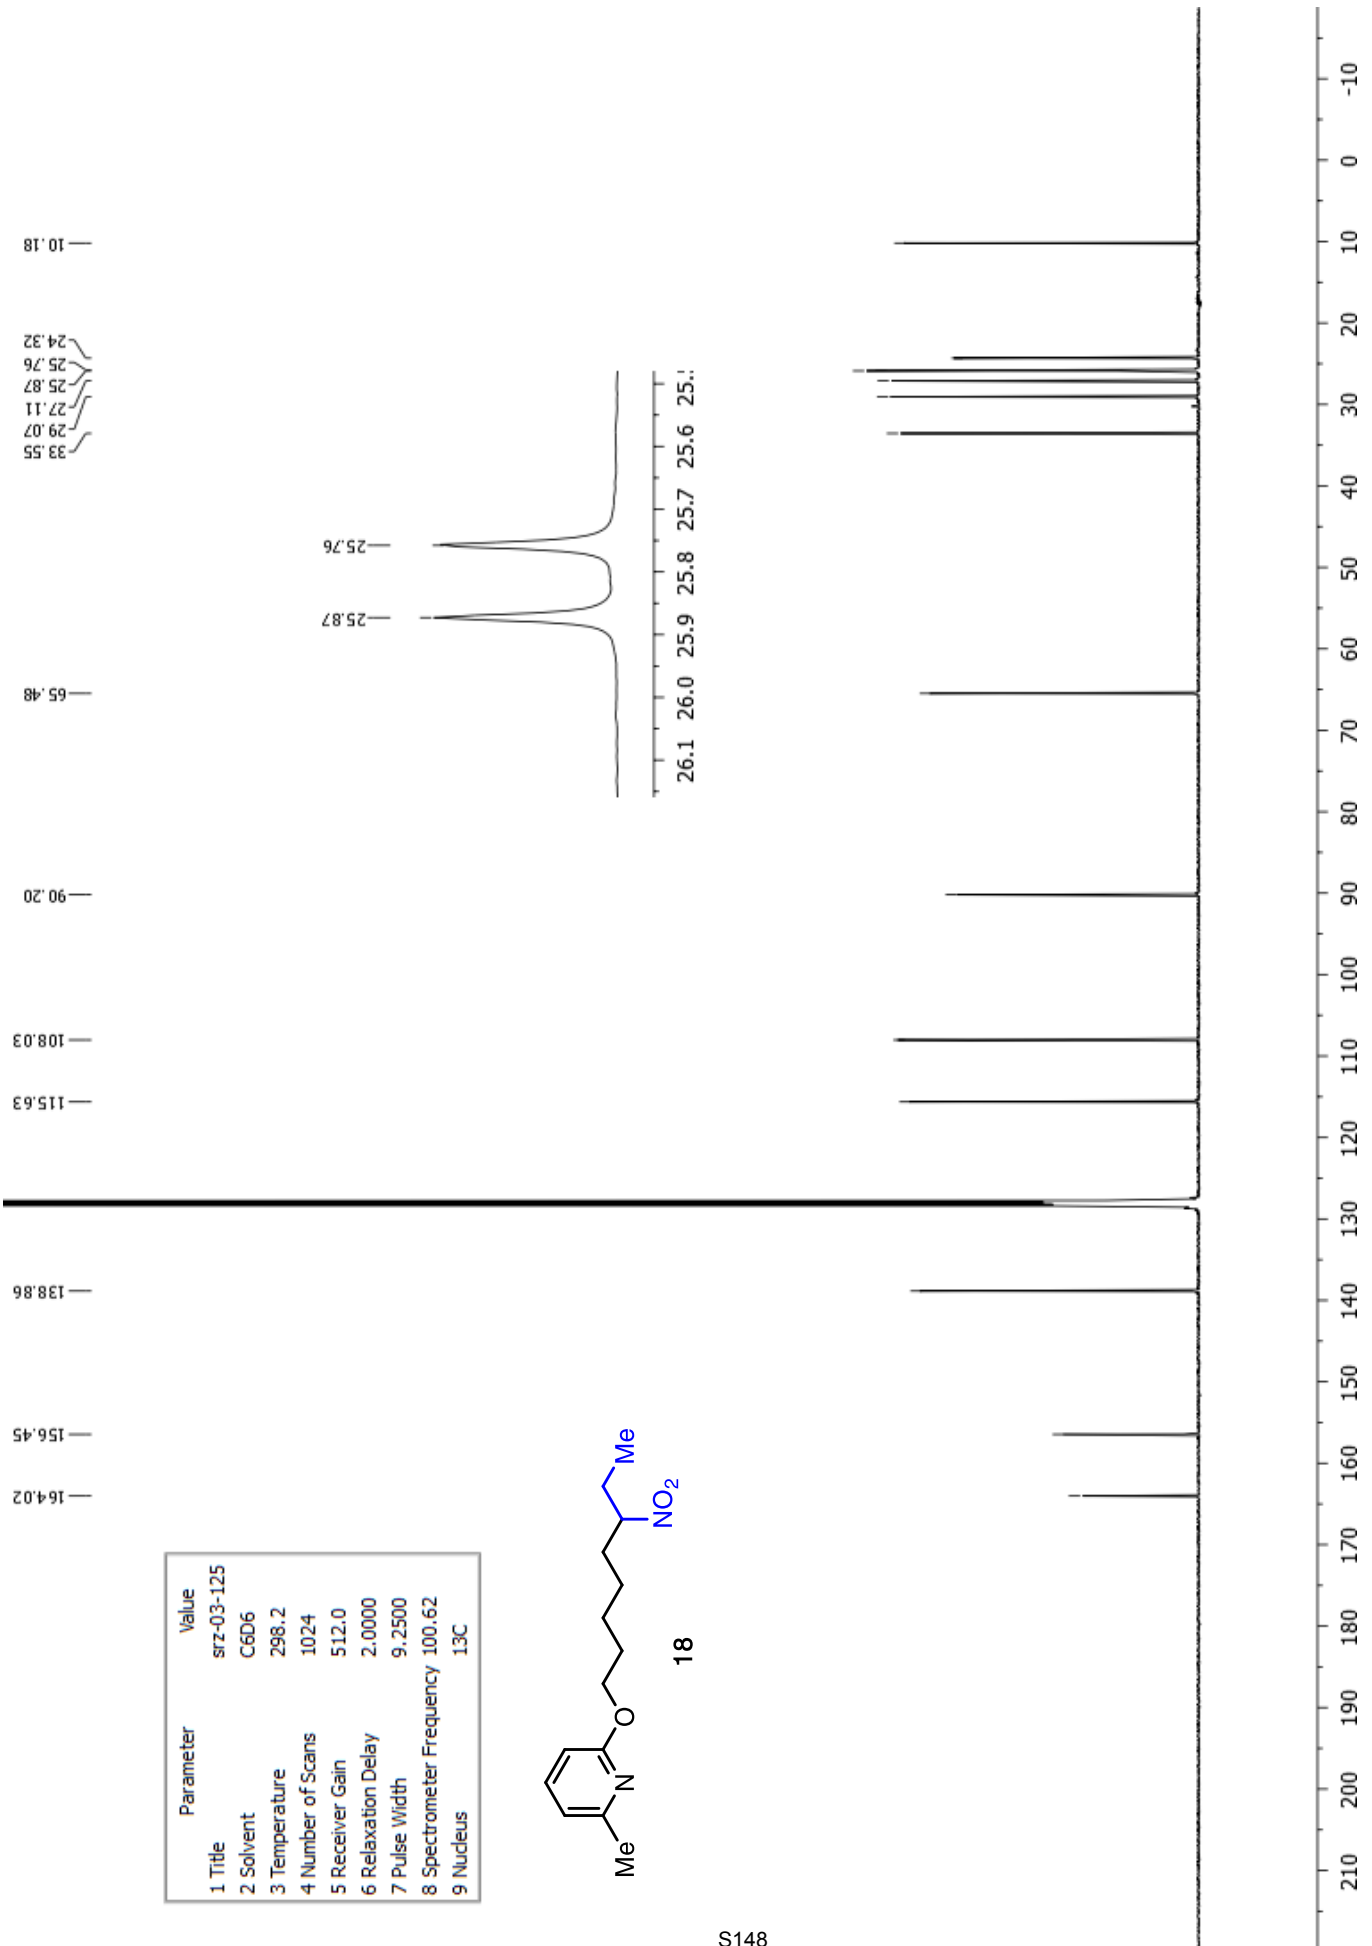 164.02
156.45
138.86
115.63
108.03
90.20
65.48
33.55
29.07
27.11
25.87
25.76
24.32
10.18
Parameter Value
1 Title srz-03-125
2 Solvent C6D6
3 Temperature 298.2
4 Number of Scans 1024
5 Receiver Gain 512.0
6 Relaxation Delay 2.0000
7 Pulse Width 9.2500
8 Spectrometer Frequency 100.62
9 Nucleus 13C
25.87
25.76
26.1 26.0 25.9 25.8 25.7 25.6
Me N O NO2 Me
18
210 200 190 180 170 160 150 140 130 120 110 100 90 80 70 60 50 40 30 20 10 0 -10
S148